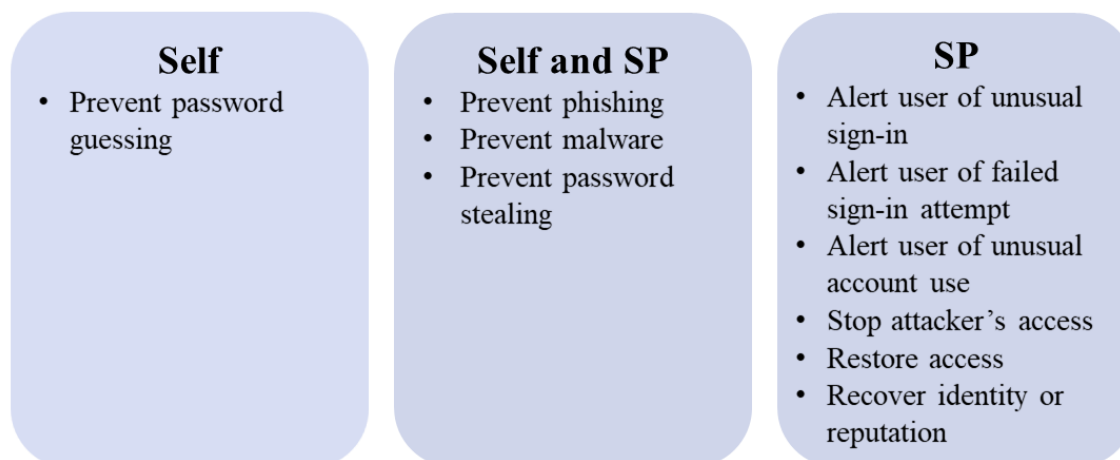 Self
• Prevent password
guessing
Self and SP
• Prevent phishing
• Prevent malware
• Prevent password
stealing
SP
• Alert user of unusual
sign-in
• Alert user of failed
sign-in attempt
• Alert user of unusual
account use
• Stop attacker’s access
• Restore access
• Recover identity or
reputation